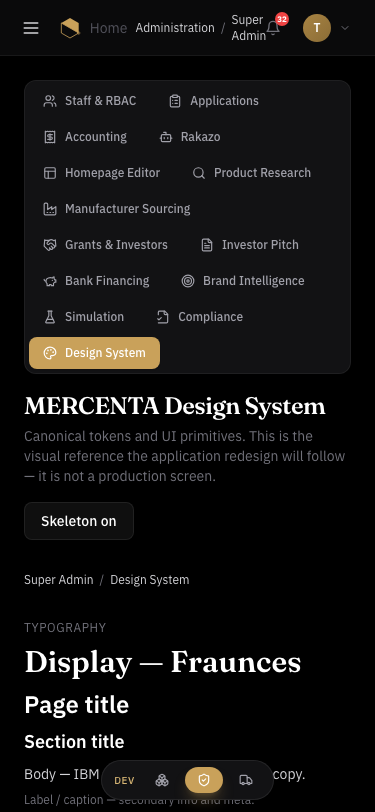 Home Administration / Super Admin 32 T
Staff & RBAC Applications
Accounting Rakazo
Homepage Editor Product Research
Manufacturer Sourcing
Grants & Investors Investor Pitch
Bank Financing Brand Intelligence
Simulation Compliance
Design System
MERCENTA Design System
Canonical tokens and UI primitives. This is the
visual reference the application redesign will follow
— it is not a production screen.
Skeleton on
Super Admin / Design System
TYPOGRAPHY
Display — Fraunces
Page title
Section title
Body — IBM copy.
DEV
Label / caption — secondary info and meta.